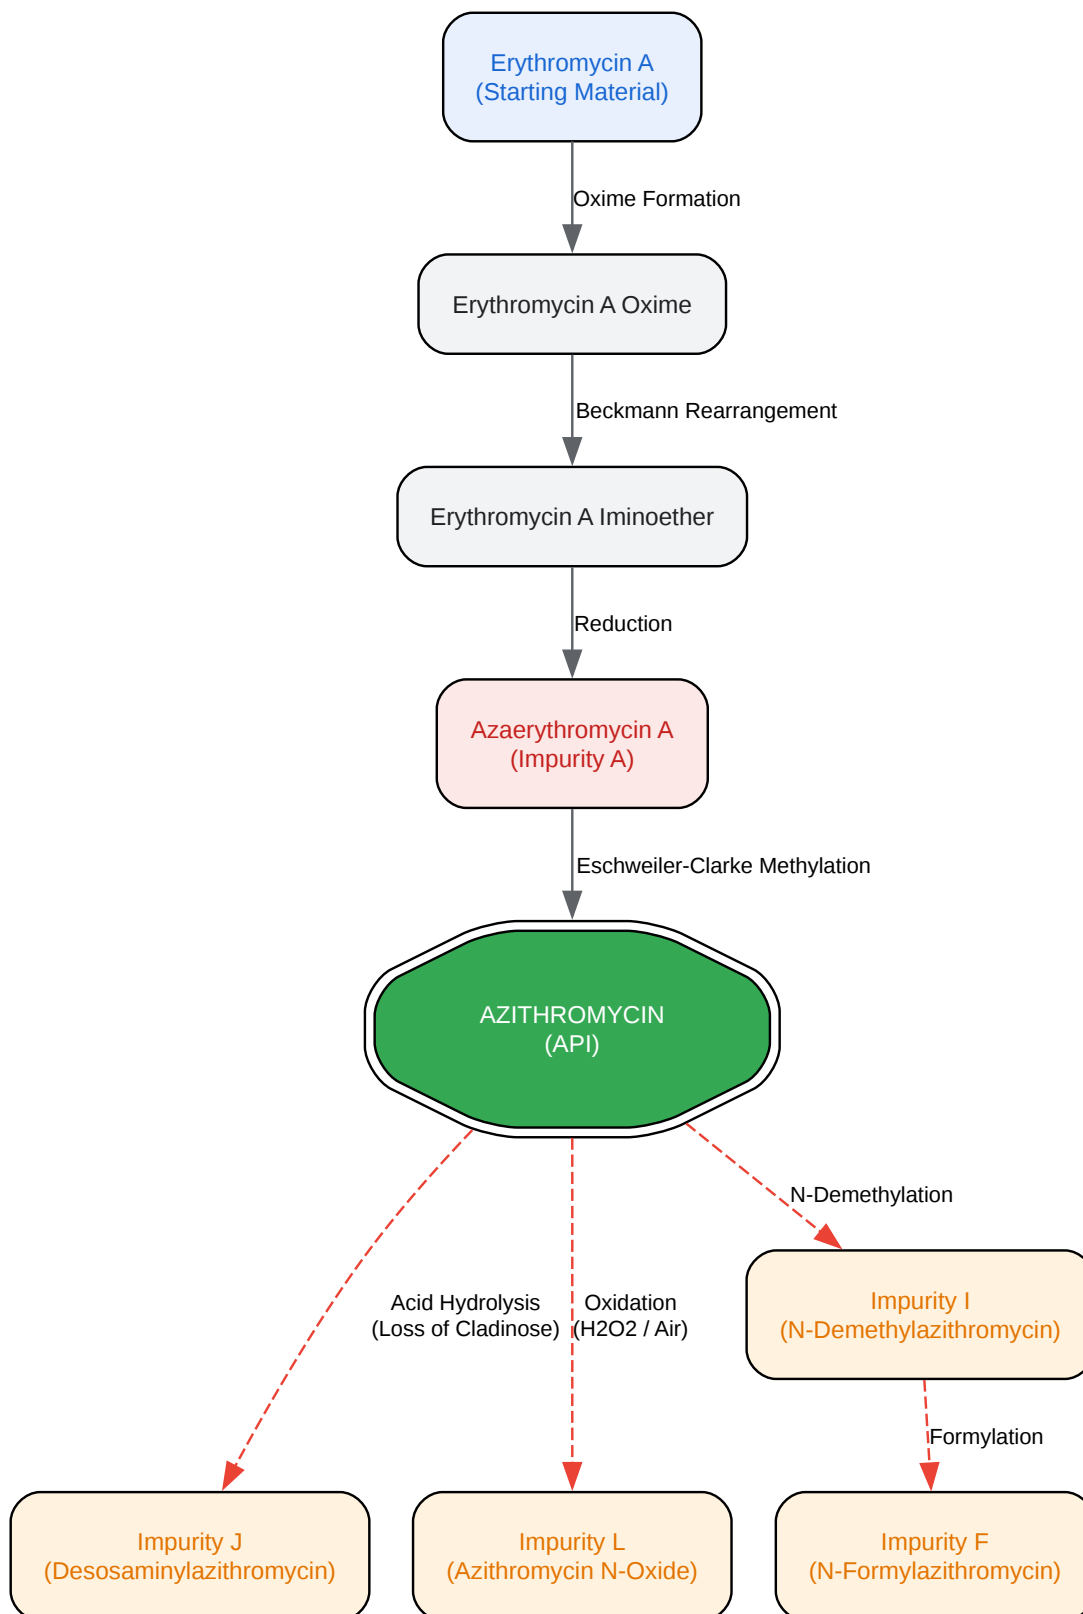 Erythromycin A
(Starting Material)
Oxime Formation
Erythromycin A Oxime
Beckmann Rearrangement
Erythromycin A Iminoether
Reduction
Azaerythromycin A
(Impurity A)
Eschweiler-Clarke Methylation
AZITHROMYCIN
(API)
N-Demethylation
Acid Hydrolysis
(Loss of Cladinose)
Oxidation
(H2O2 / Air)
Impurity I
(N-Demethylazithromycin)
Formylation
Impurity J
(Desosaminylazithromycin)
Impurity L
(Azithromycin N-Oxide)
Impurity F
(N-Formylazithromycin)